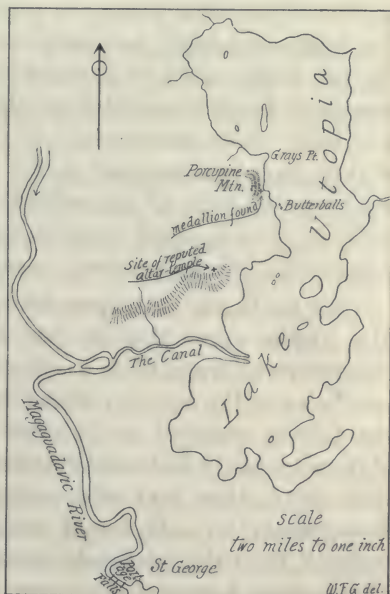 Utopia
Lake
Grays Pt.
Porcupine
Mtn.
medallion found
Butterballs
Site of reputed
altar-temple
The Canal
Magaguadavic
River
St George
Falls
scale
two miles to one inch
W.F.G. del.